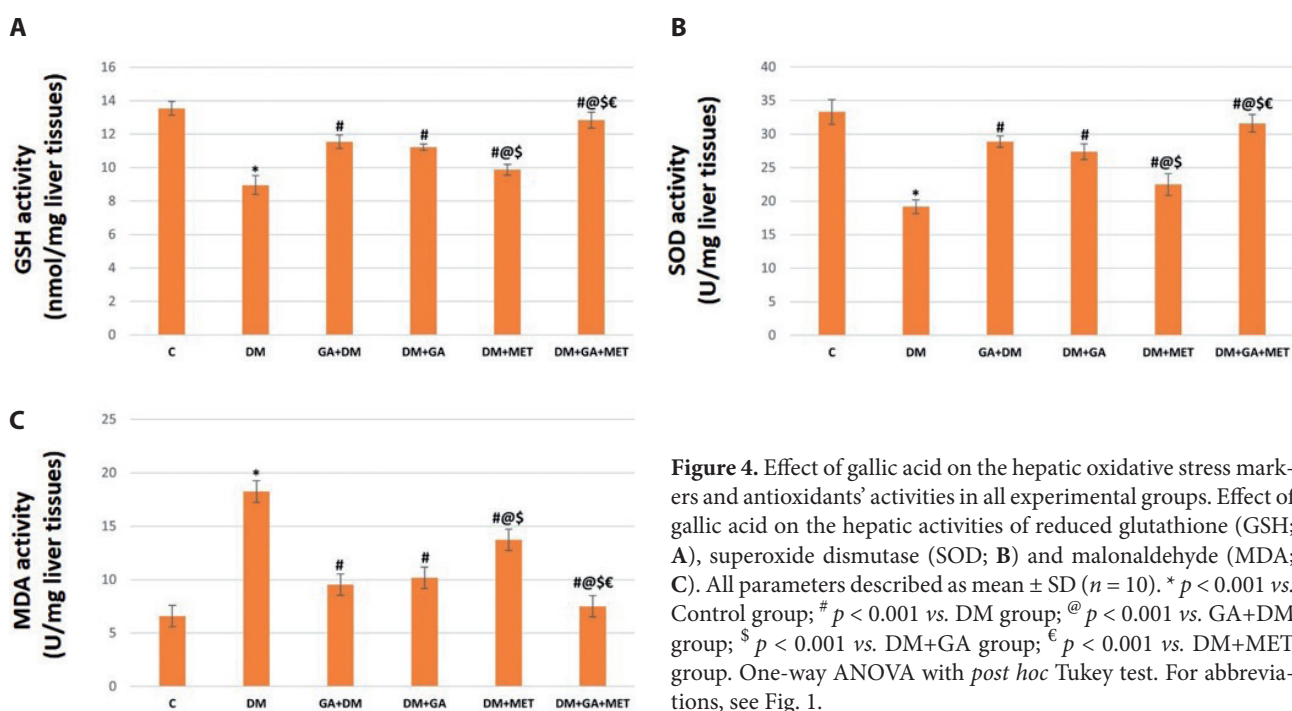 A
GSH activity
(nmol/mg liver tissues)
16
14
12
10
8
6
4
2
0
*
#
#
#@$
#@$€
C
DM
GA+DM
DM+GA
DM+MET
DM+GA+MET
B
SOD activity
(U/mg liver tissues)
40
35
30
25
20
15
10
5
0
*
#
#
#@$
#@$€
C
DM
GA+DM
DM+GA
DM+MET
DM+GA+MET
C
MDA activity
(U/mg liver tissues)
25
20
15
10
5
0
*
#
#
#@$
#@$€
C
DM
GA+DM
DM+GA
DM+MET
DM+GA+MET
Figure 4. Effect of gallic acid on the hepatic oxidative stress mark-
ers and antioxidants’ activities in all experimental groups. Effect of
gallic acid on the hepatic activities of reduced glutathione (GSH;
A), superoxide dismutase (SOD; B) and malonaldehyde (MDA;
C). All parameters described as mean ± SD (n = 10). * p < 0.001 vs.
Control group; # p < 0.001 vs. DM group; @ p < 0.001 vs. GA+DM
group; $ p < 0.001 vs. DM+GA group; € p < 0.001 vs. DM+MET
group. One-way ANOVA with post hoc Tukey test. For abbrevia-
tions, see Fig. 1.